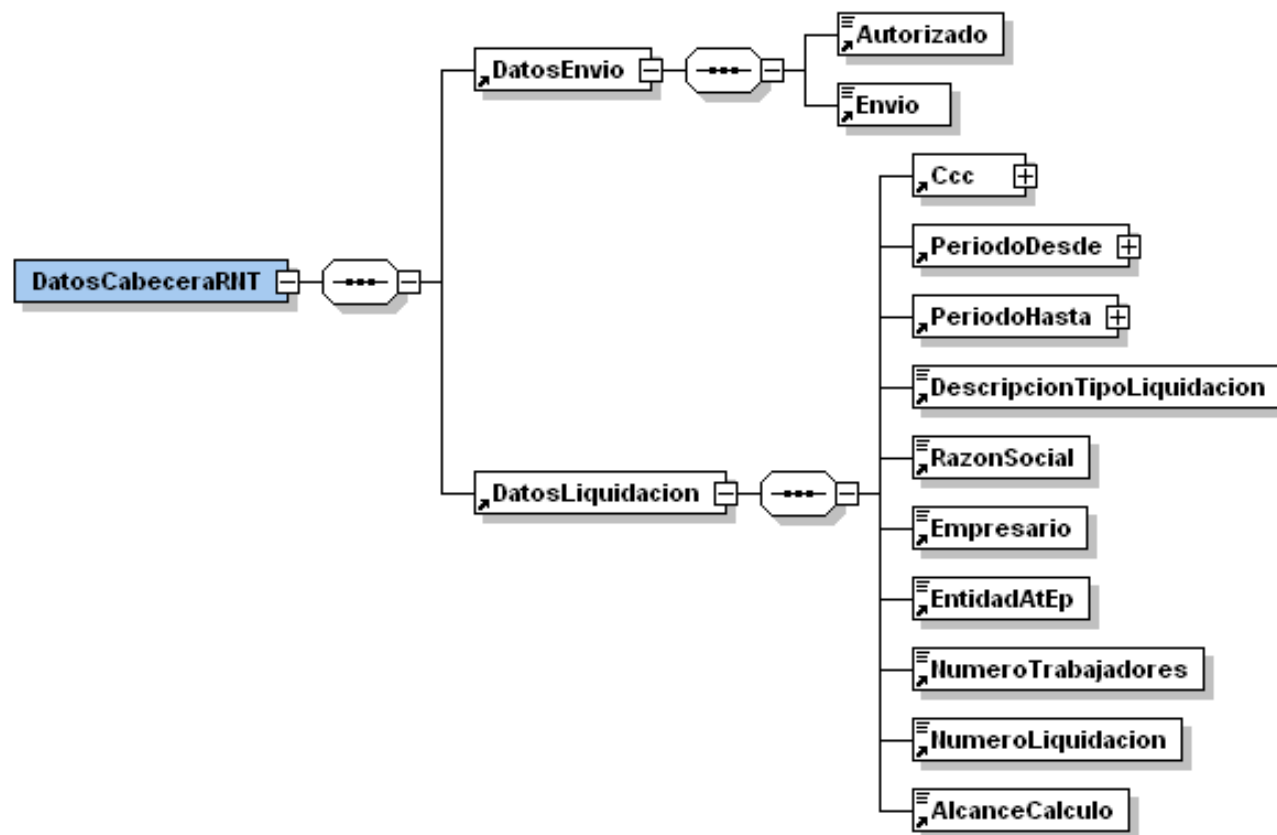 Autorizado
DatosEnvio
Envio
Ccc
PeriodoDesde
DatosCabeceraRNT
PeriodoHasta
DescripcionTipoLiquidacion
RazonSocial
DatosLiquidacion
Empresario
EntidadAtEp
NumeroTrabajadores
NumeroLiquidacion
AlcanceCalculo